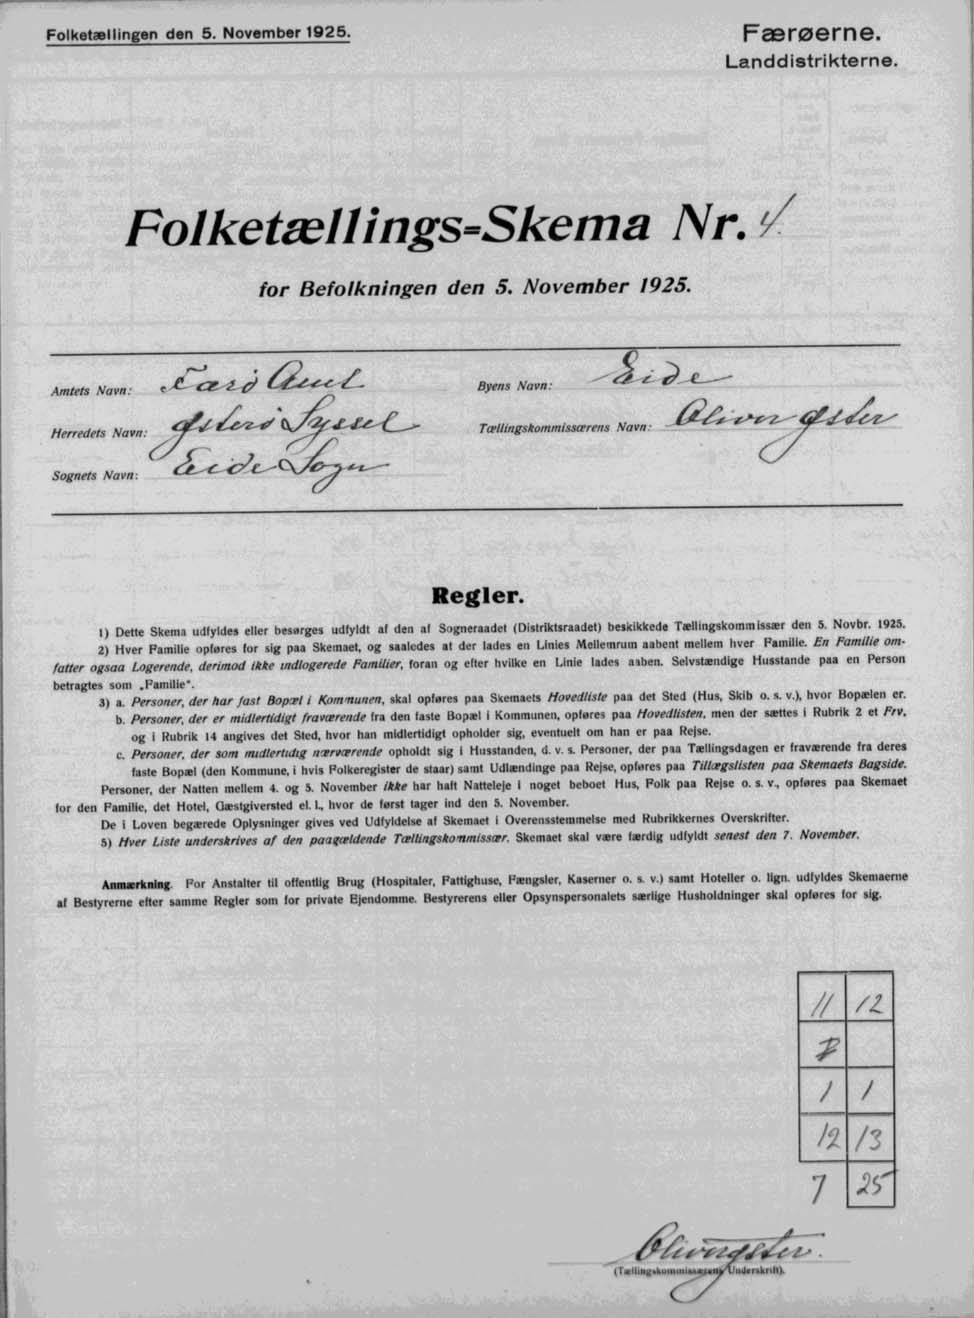 Folketællingen den 5. November 1925.
Færøerne.
Landdistrikterne.
Folketællings=Skema Nr. 4.
for Befolkningen den 5. November 1925.
Amtets Navn: Færö Amt
Byens Navn: Eide
Herredets Navn: Østerö Syssel
Tællingskommissærens Navn: Oliver Øster
Sognets Navn: Eide Sogn
Regler.
1) Dette Skema udfyldes eller besørges udfyldt af den af Sogneraadet (Distriktsraadet) beskikkede Tællingskommissær den 5. Novbr. 1925.
2) Hver Familie opføres for sig paa Skemaet, og saaledes at der lades en Linies Mellemrum aabent mellem hver Familie. En Familie om-
fatter ogsaa Logerende, derimod ikke indlogerede Familier, foran og efter hvilke en Linie lades aaben. Selvstændige Husstande paa en Person
betragtes som „Familie“.
3) a. Personer, der har fast Bopæl i Kommunen, skal opføres paa Skemaets Hovedliste paa det Sted (Hus, Skib o. s. v.), hvor Bopælen er.
b. Personer, der er midlertidigt fraværende fra den faste Bopæl i Kommunen, opføres paa Hovedlisten, men der sættes i Rubrik 2 et Frv,
og i Rubrik 14 angives det Sted, hvor han midlertidigt opholder sig, eventuelt om han er paa Rejse.
c. Personer, der som midlertidig nærværende opholdt sig i Husstanden, d. v. s. Personer, der paa Tællingsdagen er fraværende fra deres
faste Bopæl (den Kommune, i hvis Folkeregister de staar) samt Udlændinge paa Rejse, opføres paa Tillægslisten paa Skemaets Bagside.
Personer, der Natten mellem 4. og 5. November ikke har haft Natteleje i noget beboet Hus, Folk paa Rejse o. s. v., opføres paa Skemaet
for den Familie, det Hotel, Gæstgiversted el. l., hvor de først tager ind den 5. November.
De i Loven begærede Oplysninger gives ved Udfyldelse af Skemaet i Overensstemmelse med Rubrikkernes Overskrifter.
5) Hver Liste underskrives af den paagældende Tællingskommissær. Skemaet skal være færdig udfyldt senest den 7. November.
Anmærkning. For Anstalter til offentlig Brug (Hospitaler, Fattighuse, Fængsler, Kaserner o. s. v.) samt Hoteller o. lign. udfyldes Skemaerne
af Bestyrerne efter samme Regler som for private Ejendomme. Bestyrerens eller Opsynspersonalets særlige Husholdninger skal opføres for sig.
11 12
1 1
12 13
7 25
Oliver Øster.
(Tællingskommissærens Underskrift).